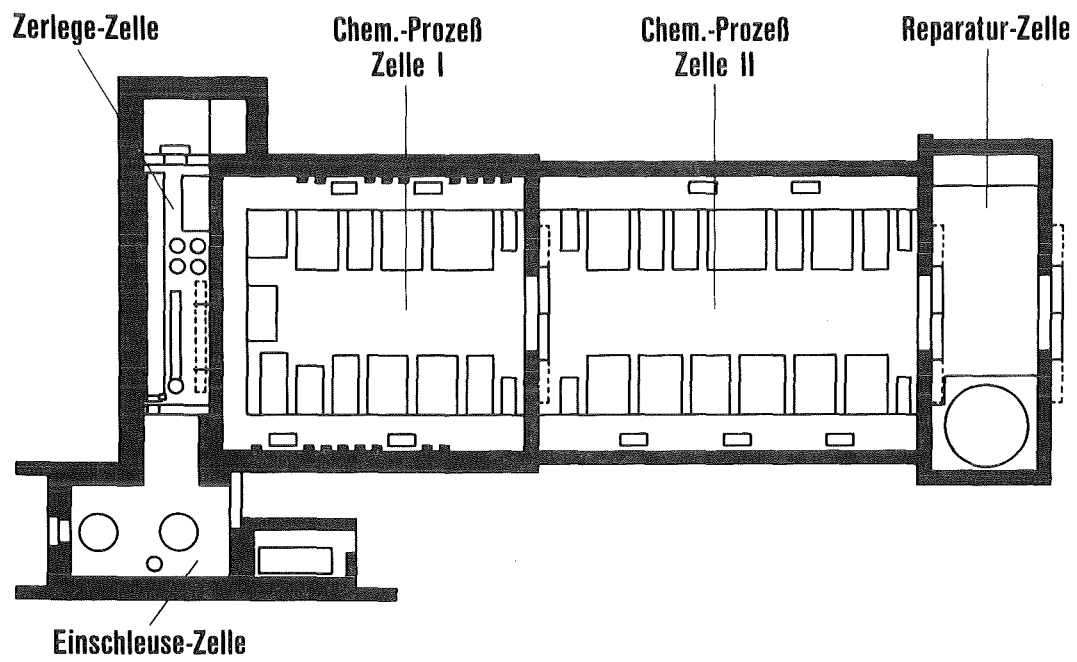 Zerlege-Zelle
Chem.-Prozeß
Zelle I
Chem.-Prozeß
Zelle II
Reparatur-Zelle
Einschleuse-Zelle